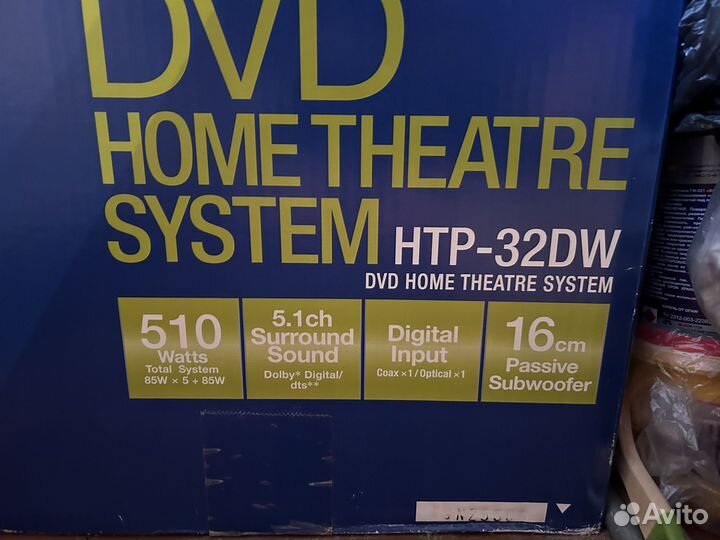 DVD
HOME THEATRE
SYSTEM HTP-32DW
DVD HOME THEATRE SYSTEM
510
Watts
Total System
85W × 5 + 85W
5.1ch
Surround
Sound
Dolby* Digital/
dts**
Digital
Input
Coax ×1 / Optical ×1
16cm
Passive
Subwoofer
Avito